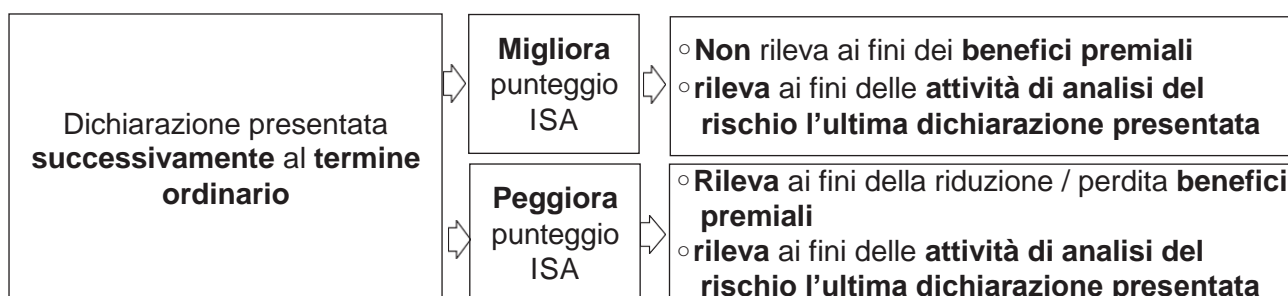 Dichiarazione presentata
successivamente al termine
ordinario
Migliora
punteggio
ISA
◦ Non rileva ai fini dei benefici premiali
◦ rileva ai fini delle attività di analisi del
rischio l’ultima dichiarazione presentata
Peggiora
punteggio
ISA
◦ Rileva ai fini della riduzione / perdita benefici
premiali
◦ rileva ai fini delle attività di analisi del
rischio l’ultima dichiarazione presentata